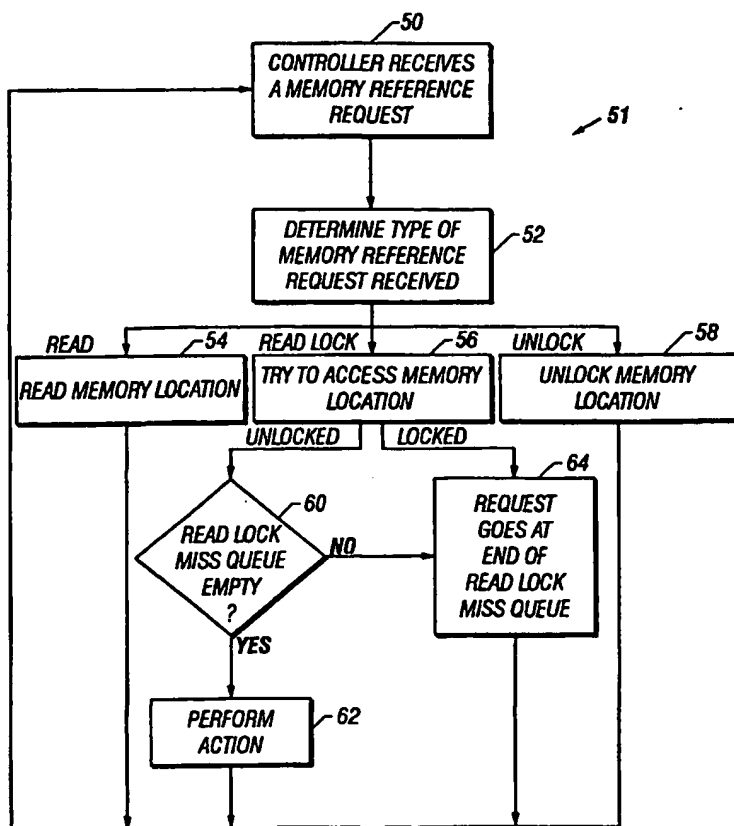 50
CONTROLLER RECEIVES
A MEMORY REFERENCE
REQUEST
51
DETERMINE TYPE OF
MEMORY REFERENCE
REQUEST RECEIVED
52
READ
54
READ LOCK
56
UNLOCK
58
READ MEMORY LOCATION
TRY TO ACCESS MEMORY
LOCATION
UNLOCK MEMORY
LOCATION
UNLOCKED
LOCKED
60
READ LOCK
MISS QUEUE
EMPTY
?
NO
64
REQUEST
GOES AT
END OF
READ LOCK
MISS QUEUE
YES
PERFORM
ACTION
62